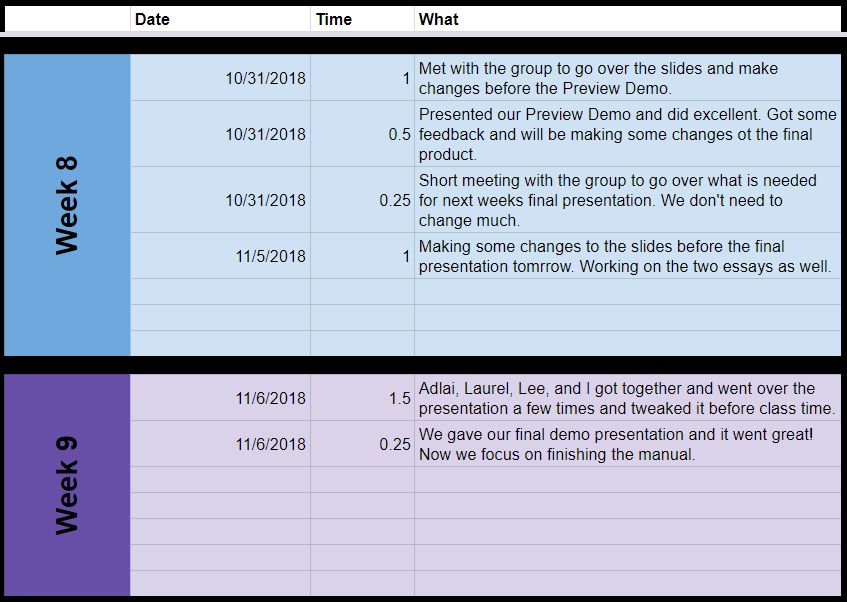 Date Time What
Week 8
10/31/2018 1 Met with the group to go over the slides and make
changes before the Preview Demo.
10/31/2018 0.5 Presented our Preview Demo and did excellent. Got some
feedback and will be making some changes ot the final
product.
10/31/2018 0.25 Short meeting with the group to go over what is needed
for next weeks final presentation. We don't need to
change much.
11/5/2018 1 Making some changes to the slides before the final
presentation tomrrow. Working on the two essays as well.
Week 9
11/6/2018 1.5 Adlai, Laurel, Lee, and I got together and went over the
presentation a few times and tweaked it before class time.
11/6/2018 0.25 We gave our final demo presentation and it went great!
Now we focus on finishing the manual.